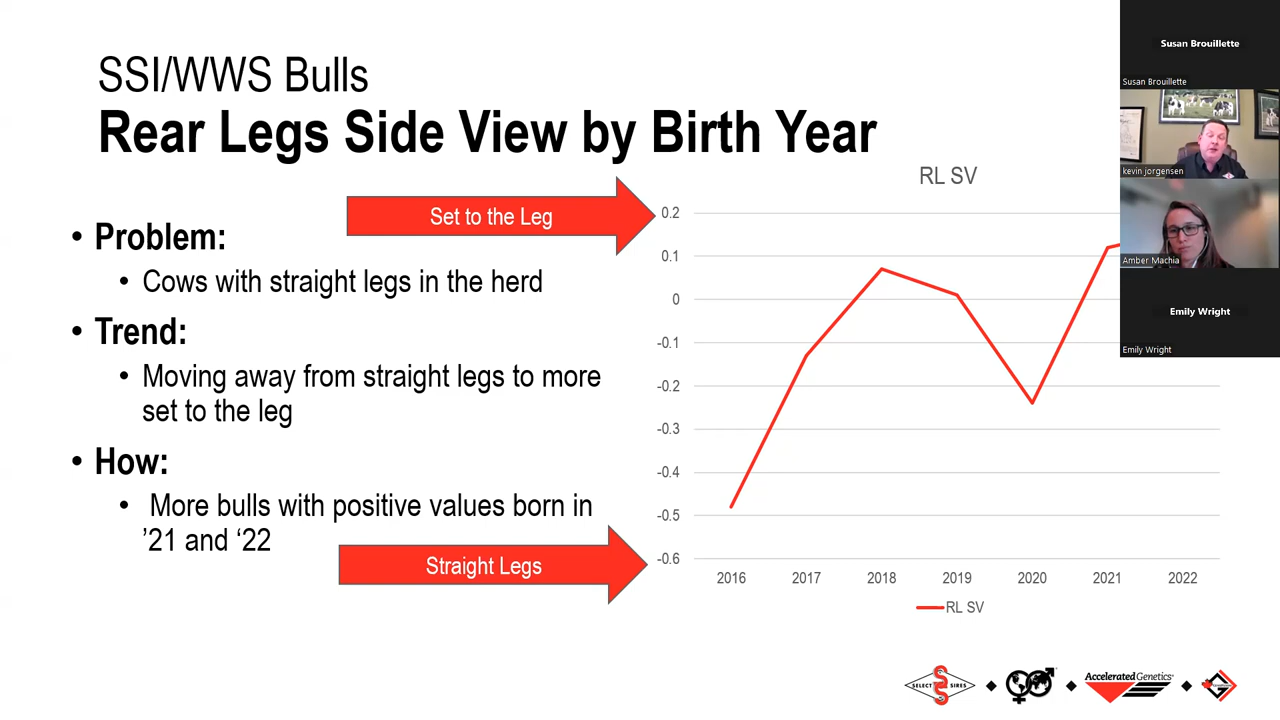 SSI/WWS Bulls
Rear Legs Side View by Birth Year
• Problem:
• Cows with straight legs in the herd
• Trend:
• Moving away from straight legs to more
set to the leg
• How:
• More bulls with positive values born in
’21 and ‘22
Set to the Leg
Straight Legs
RL SV
0.2
0.1
0
-0.1
-0.2
-0.3
-0.4
-0.5
-0.6
2016 2017 2018 2019 2020 2021 2022
RL SV
Susan Brouillette
Susan Brouillette
kevin jorgensen
Amber Machia
Emily Wright
Emily Wright
SELECT SIRES
Accelerated Genetics